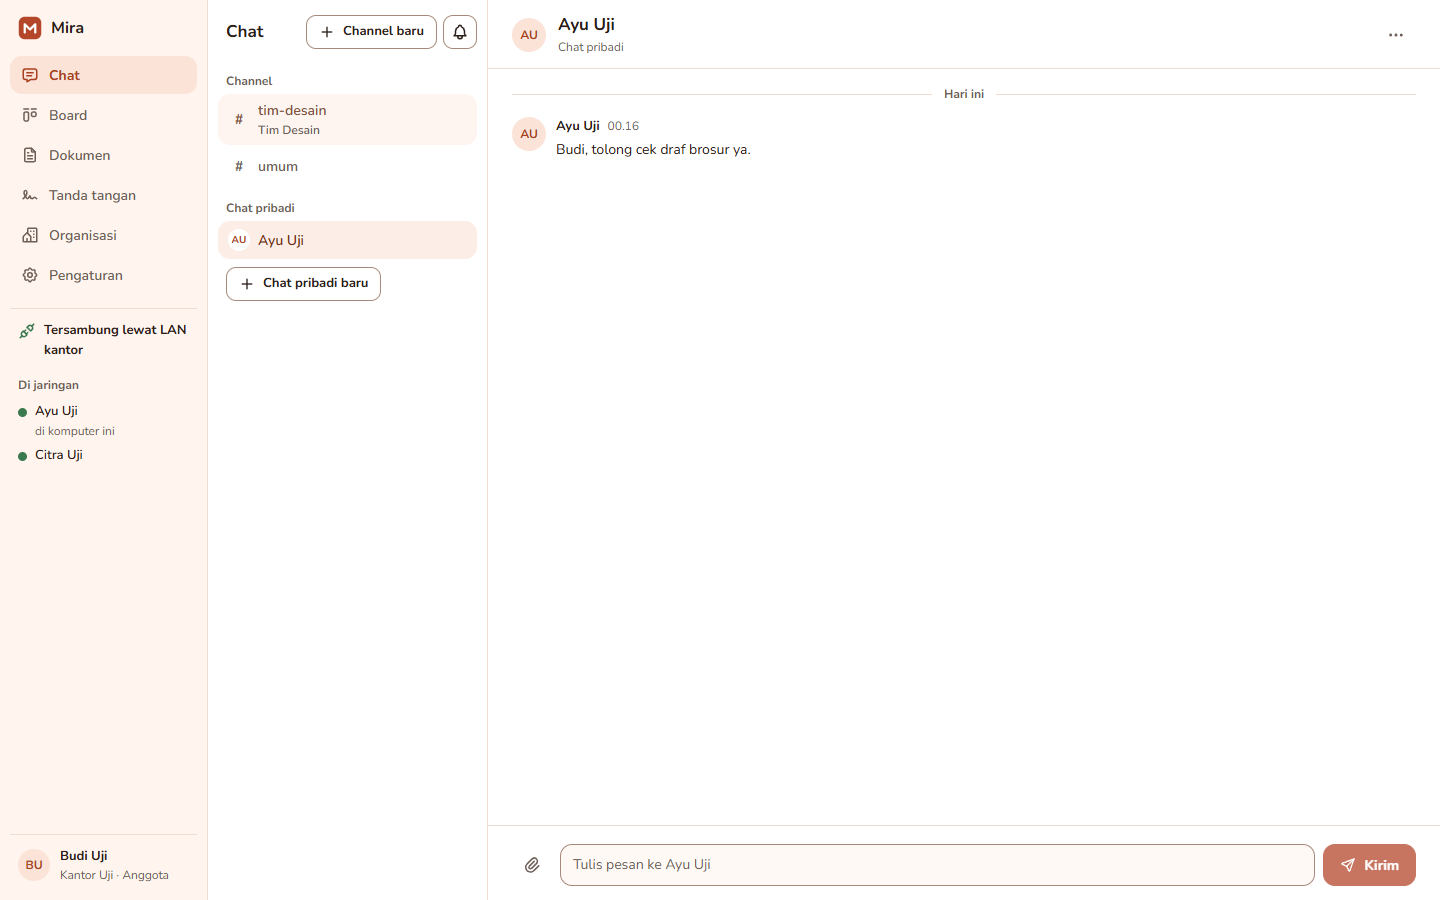 Mira
Chat
Board
Dokumen
Tanda tangan
Organisasi
Pengaturan
Tersambung lewat LAN
kantor
Di jaringan
Ayu Uji
di komputer ini
Citra Uji
BU
Budi Uji
Kantor Uji · Anggota
Chat
Channel baru
Channel
# tim-desain
Tim Desain
# umum
Chat pribadi
AU Ayu Uji
Chat pribadi baru
AU
Ayu Uji
Chat pribadi
Hari ini
AU
Ayu Uji 00.16
Budi, tolong cek draf brosur ya.
Tulis pesan ke Ayu Uji
Kirim